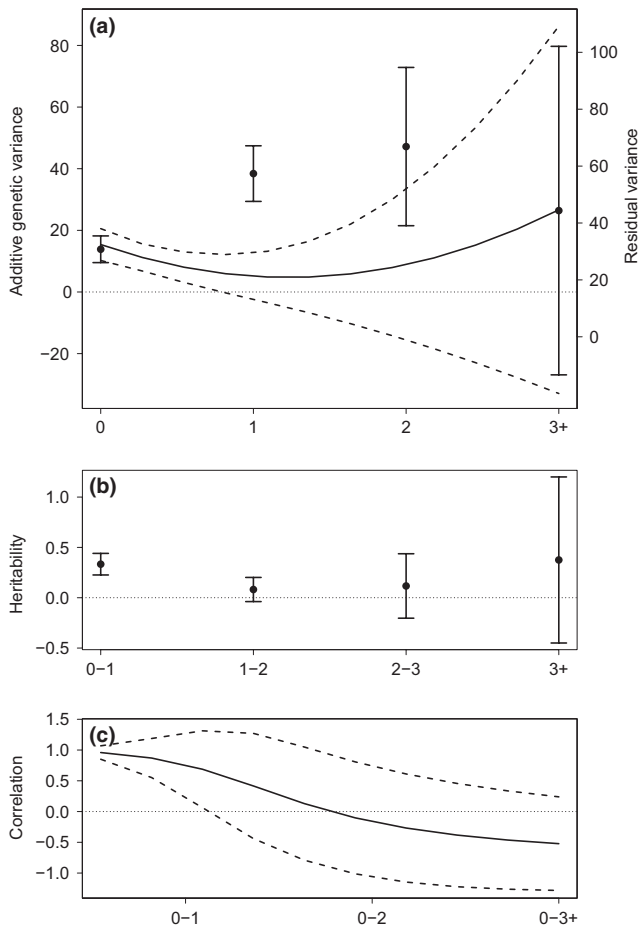 (a)
Additive genetic variance
80
60
40
20
0
−20
100
80
60
40
20
0
Residual variance
0 1 2 3+
(b)
Heritability
1.0
0.5
0.0
−0.5
0−1 1−2 2−3 3+
(c)
Correlation
1.5
1.0
0.5
0.0
−0.5
−1.0
0−1 0−2 0−3+